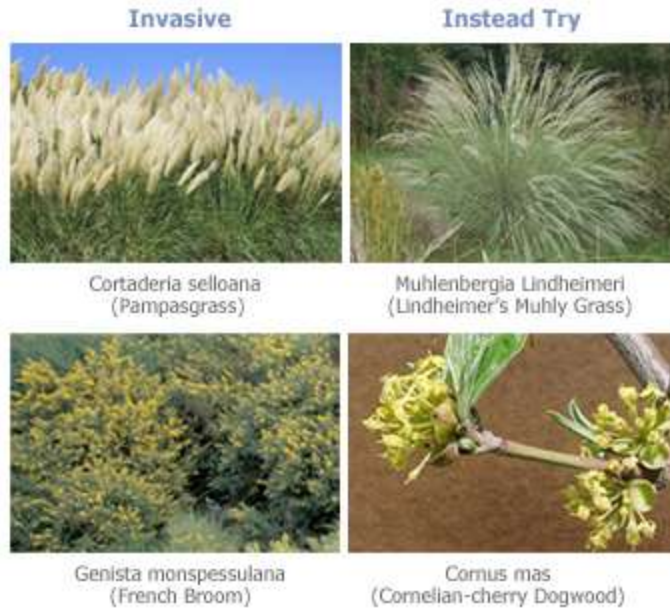 Invasive
Instead Try
Cortaderia selloana
(Pampasgrass)
Muhlenbergia Lindheimeri
(Lindheimer's Muhly Grass)
Genista monspessulana
(French Broom)
Cornus mas
(Cornelian-cherry Dogwood)